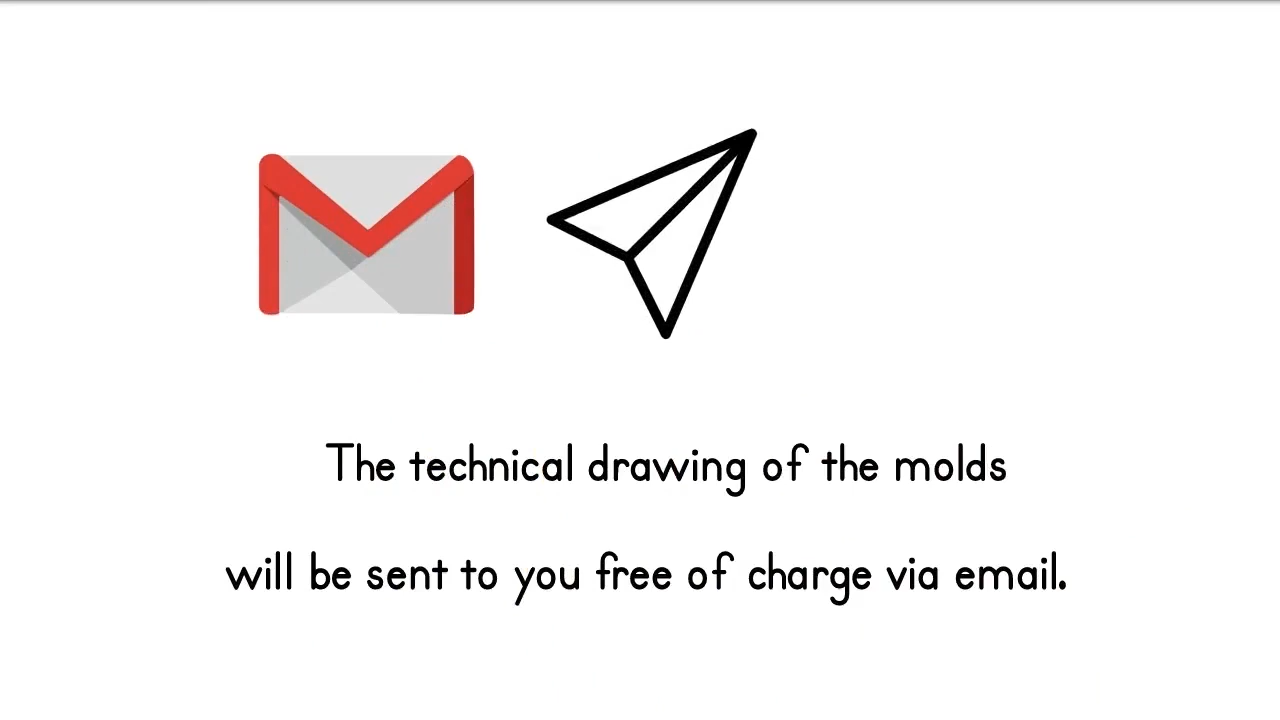 The technical drawing of the molds
will be sent to you free of charge via email.